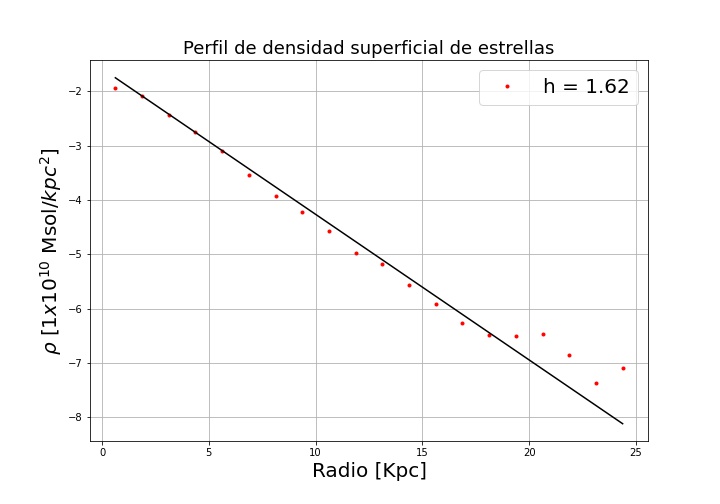 Perfil de densidad superficial de estrellas
h = 1.62
ρ [1x10¹⁰ Msol/kpc²]
−2
−3
−4
−5
−6
−7
−8
0 5 10 15 20 25
Radio [Kpc]